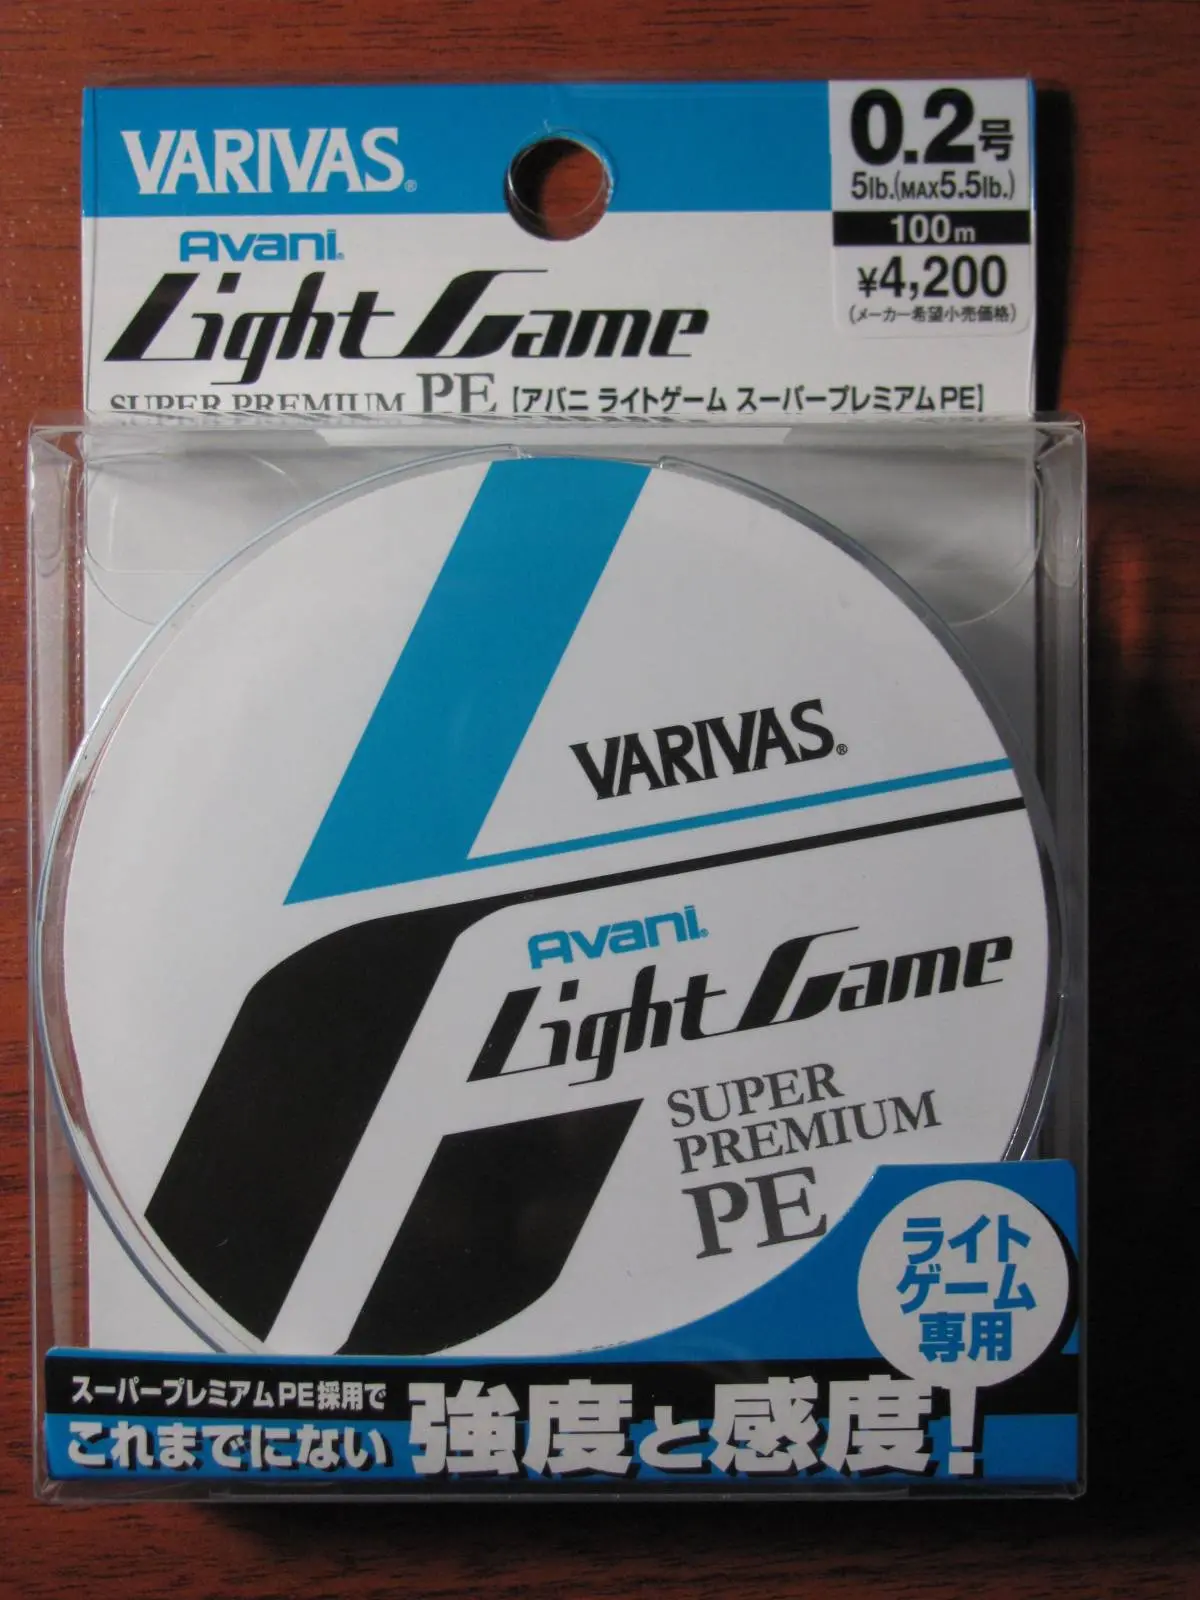 VARIVAS®
0.2号
5lb.(MAX5.5lb.)
100m
¥4,200
(メーカー希望小売価格)
Avani®
Light Game
SUPER PREMIUM PE【アバニ ライトゲーム スーパープレミアムPE】
VARIVAS®
Avani®
Light Game
SUPER
PREMIUM
PE
ライト
ゲーム
専用
スーパープレミアムPE採用で
これまでにない 強度と感度!